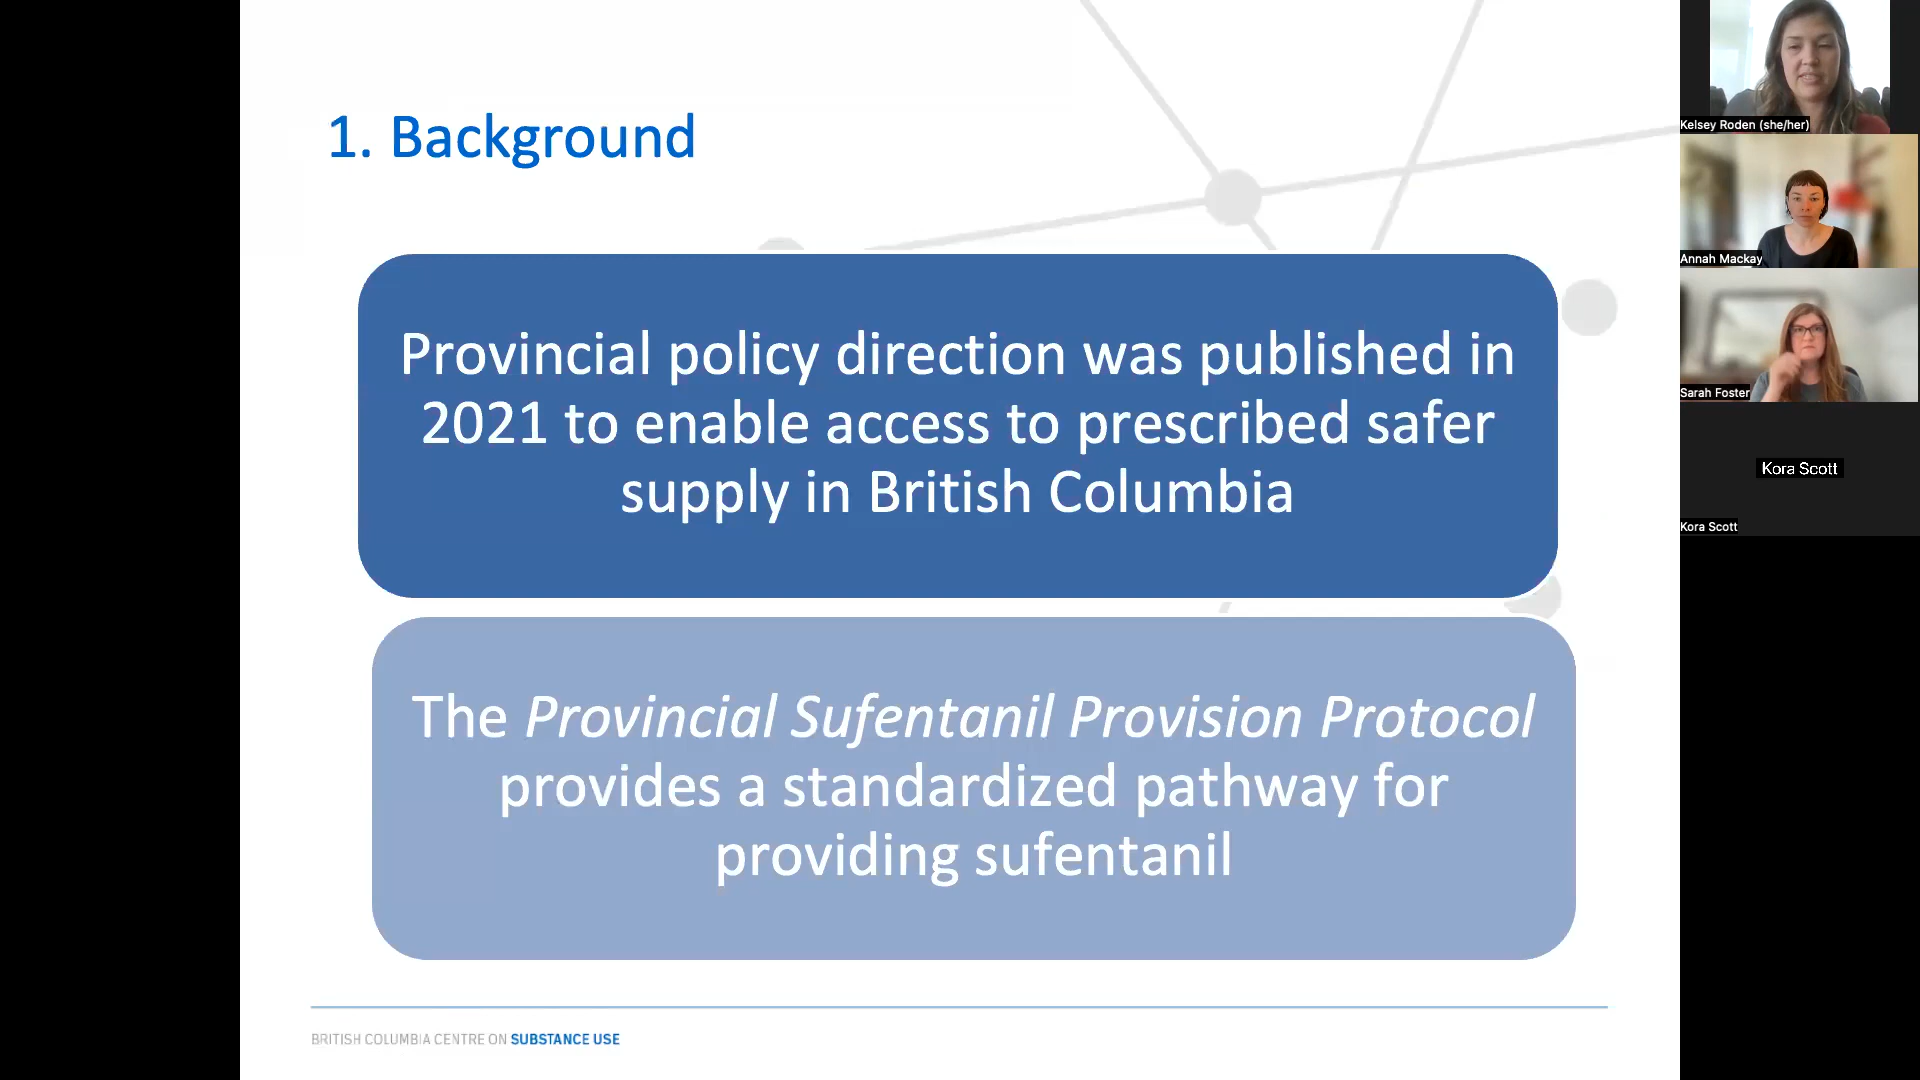 1. Background
Provincial policy direction was published in
2021 to enable access to prescribed safer
supply in British Columbia
The Provincial Sufentanil Provision Protocol
provides a standardized pathway for
providing sufentanil
BRITISH COLUMBIA CENTRE ON SUBSTANCE USE
Kelsey Roden (she/her)
Annah Mackay
Sarah Foster
Kora Scott
Kora Scott